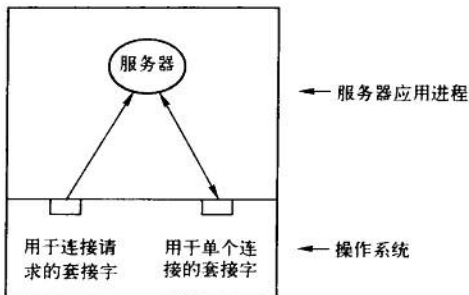 服务器
服务器应用进程
用于连接请
求的套接字
用于单个连
接的套接字
操作系统